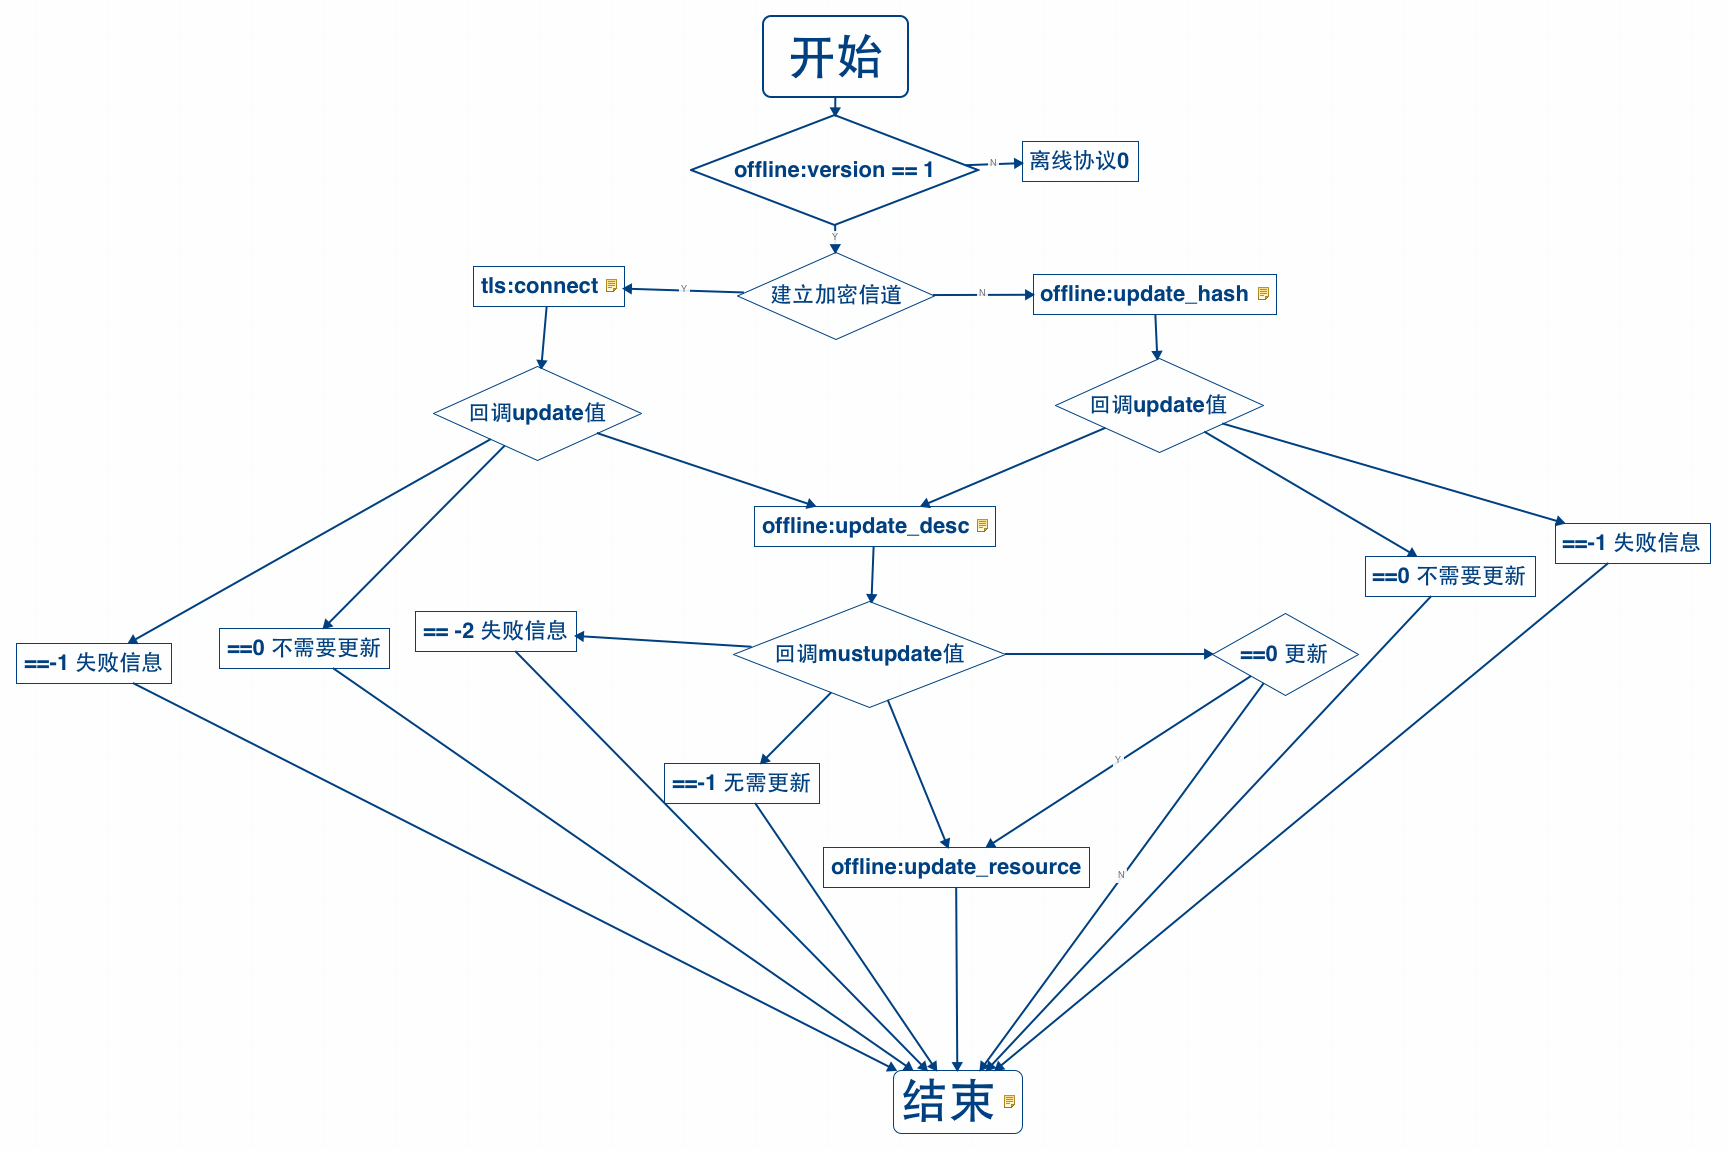 开始
offline:version == 1
N
离线协议0
Y
tls:connect
Y
建立加密信道
N
offline:update_hash
回调update值
回调update值
offline:update_desc
==-1 失败信息
==0 不需要更新
== -2 失败信息
==-1 失败信息
==0 不需要更新
回调mustupdate值
==0 更新
Y
==-1 无需更新
offline:update_resource
N
结束